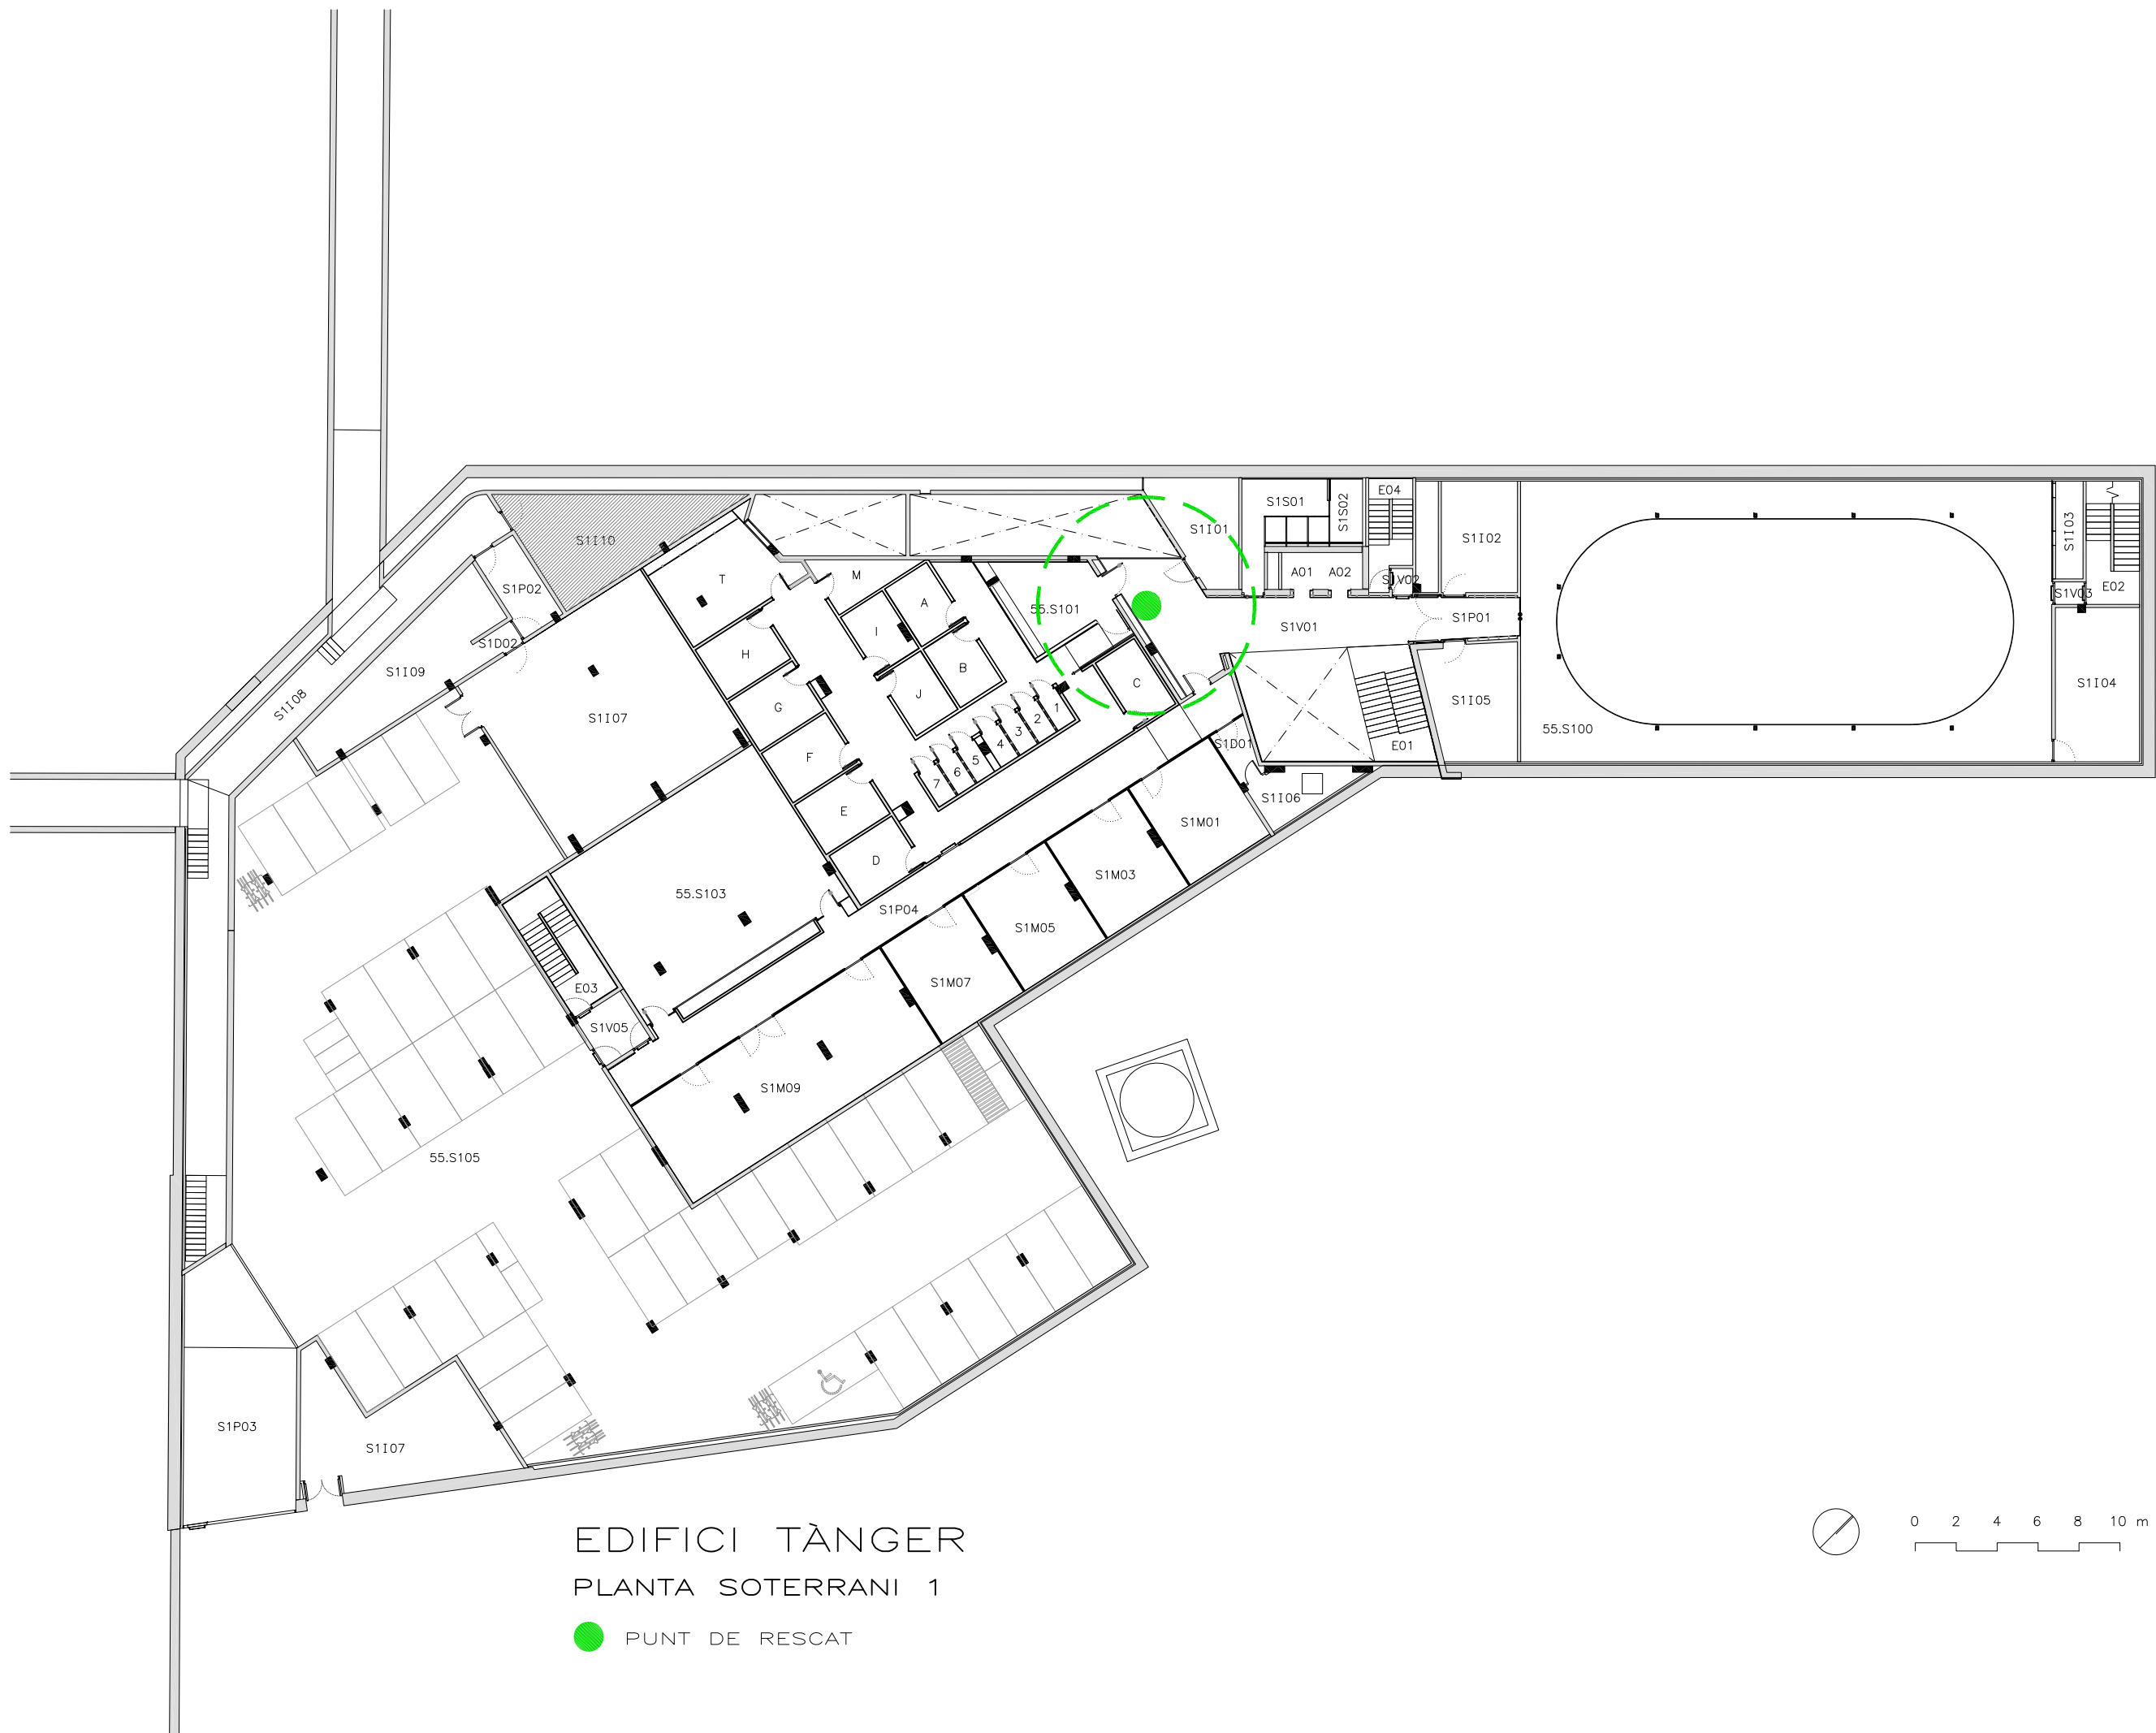 E04
S1S01
S1S02
S1I03
S1I01
S1I02
S1I10
A01 A02
S1V02
T
M
S1P02
E02
S1V03
A
55.S101
S1P01
S1V01
I
S1D02
H
B
S1I09
C
S1I04
J
S1I08
G
1
S1I05
S1I07
2
3
55.S100
4
S1D01
E01
F
5
6
7
S1I06
E
S1M01
D
S1M03
55.S103
S1P04
S1M05
S1M07
E03
S1V05
S1M09
55.S105
S1P03
S1I07
EDIFICI TÀNGER
PLANTA SOTERRANI 1
PUNT DE RESCAT
0 2 4 6 8 10 m